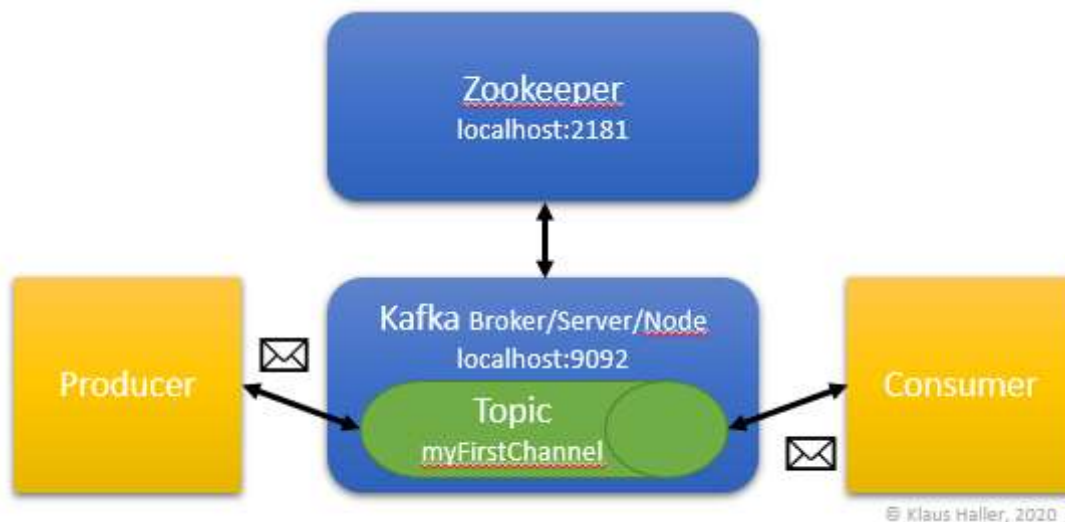 Zookeeper
localhost:2181
Kafka Broker/Server/Node
localhost:9092
Producer
Topic
myFirstChannel
Consumer
© Klaus Haller, 2020